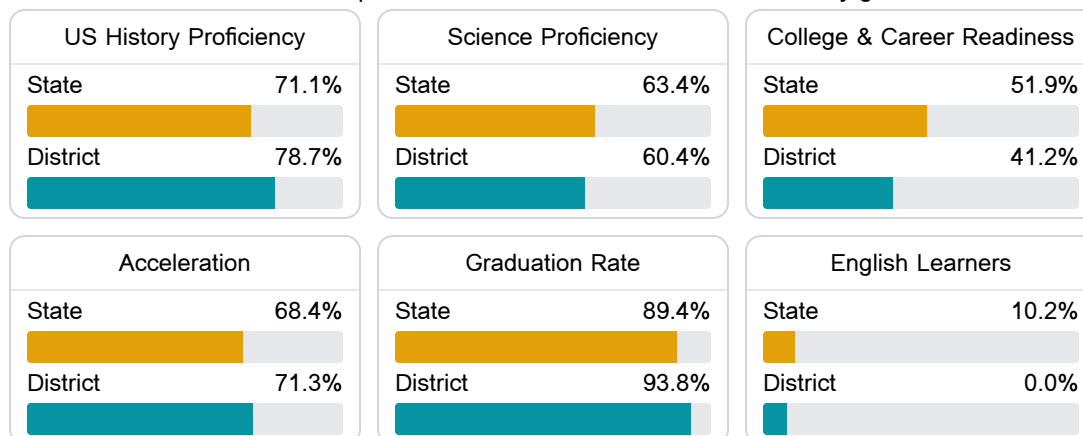 US History Proficiency
State 71.1%
District 78.7%
Science Proficiency
State 63.4%
District 60.4%
College & Career Readiness
State 51.9%
District 41.2%
Acceleration
State 68.4%
District 71.3%
Graduation Rate
State 89.4%
District 93.8%
English Learners
State 10.2%
District 0.0%